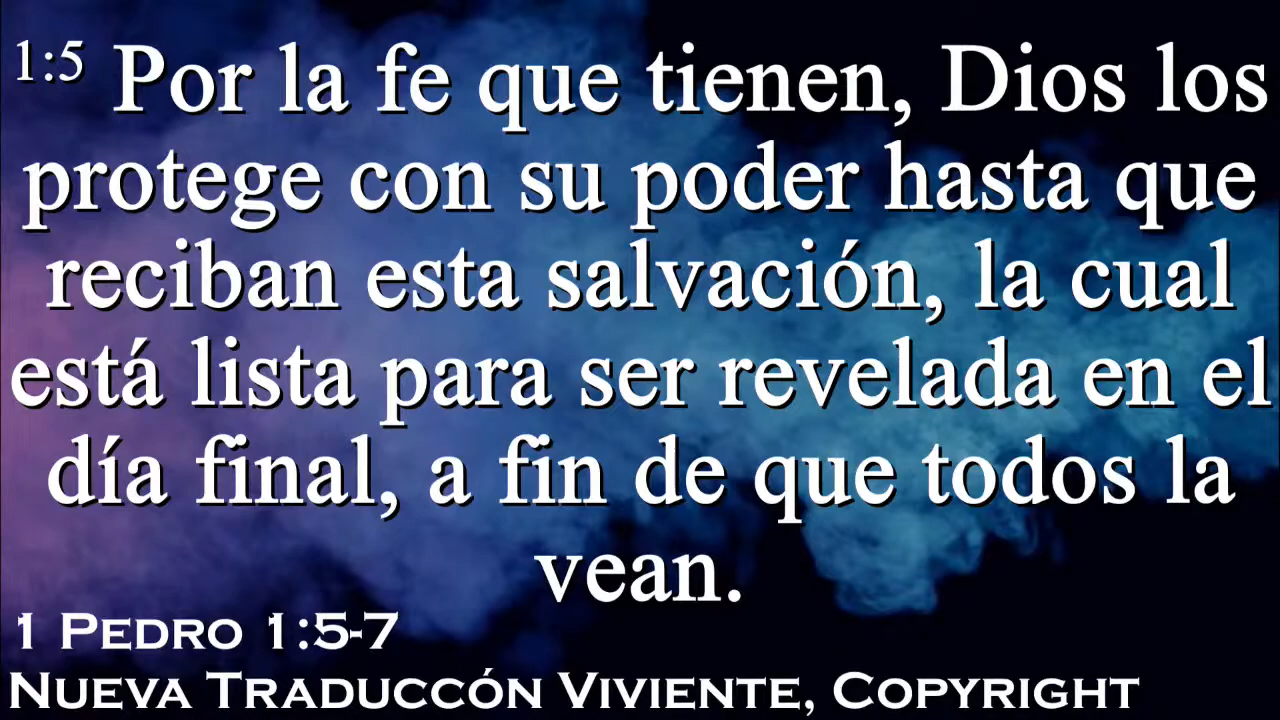 1:5 Por la fe que tienen, Dios los
protege con su poder hasta que
reciban esta salvación, la cual
está lista para ser revelada en el
día final, a fin de que todos la
vean.
1 Pedro 1:5-7
Nueva Traduccón Viviente, Copyright